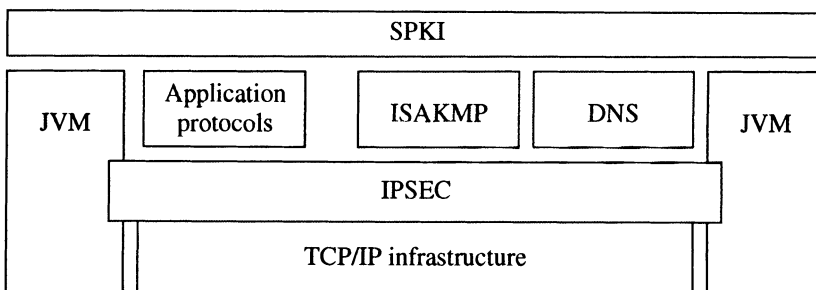 SPKI
JVM
Application
protocols
ISAKMP
DNS
JVM
IPSEC
TCP/IP infrastructure